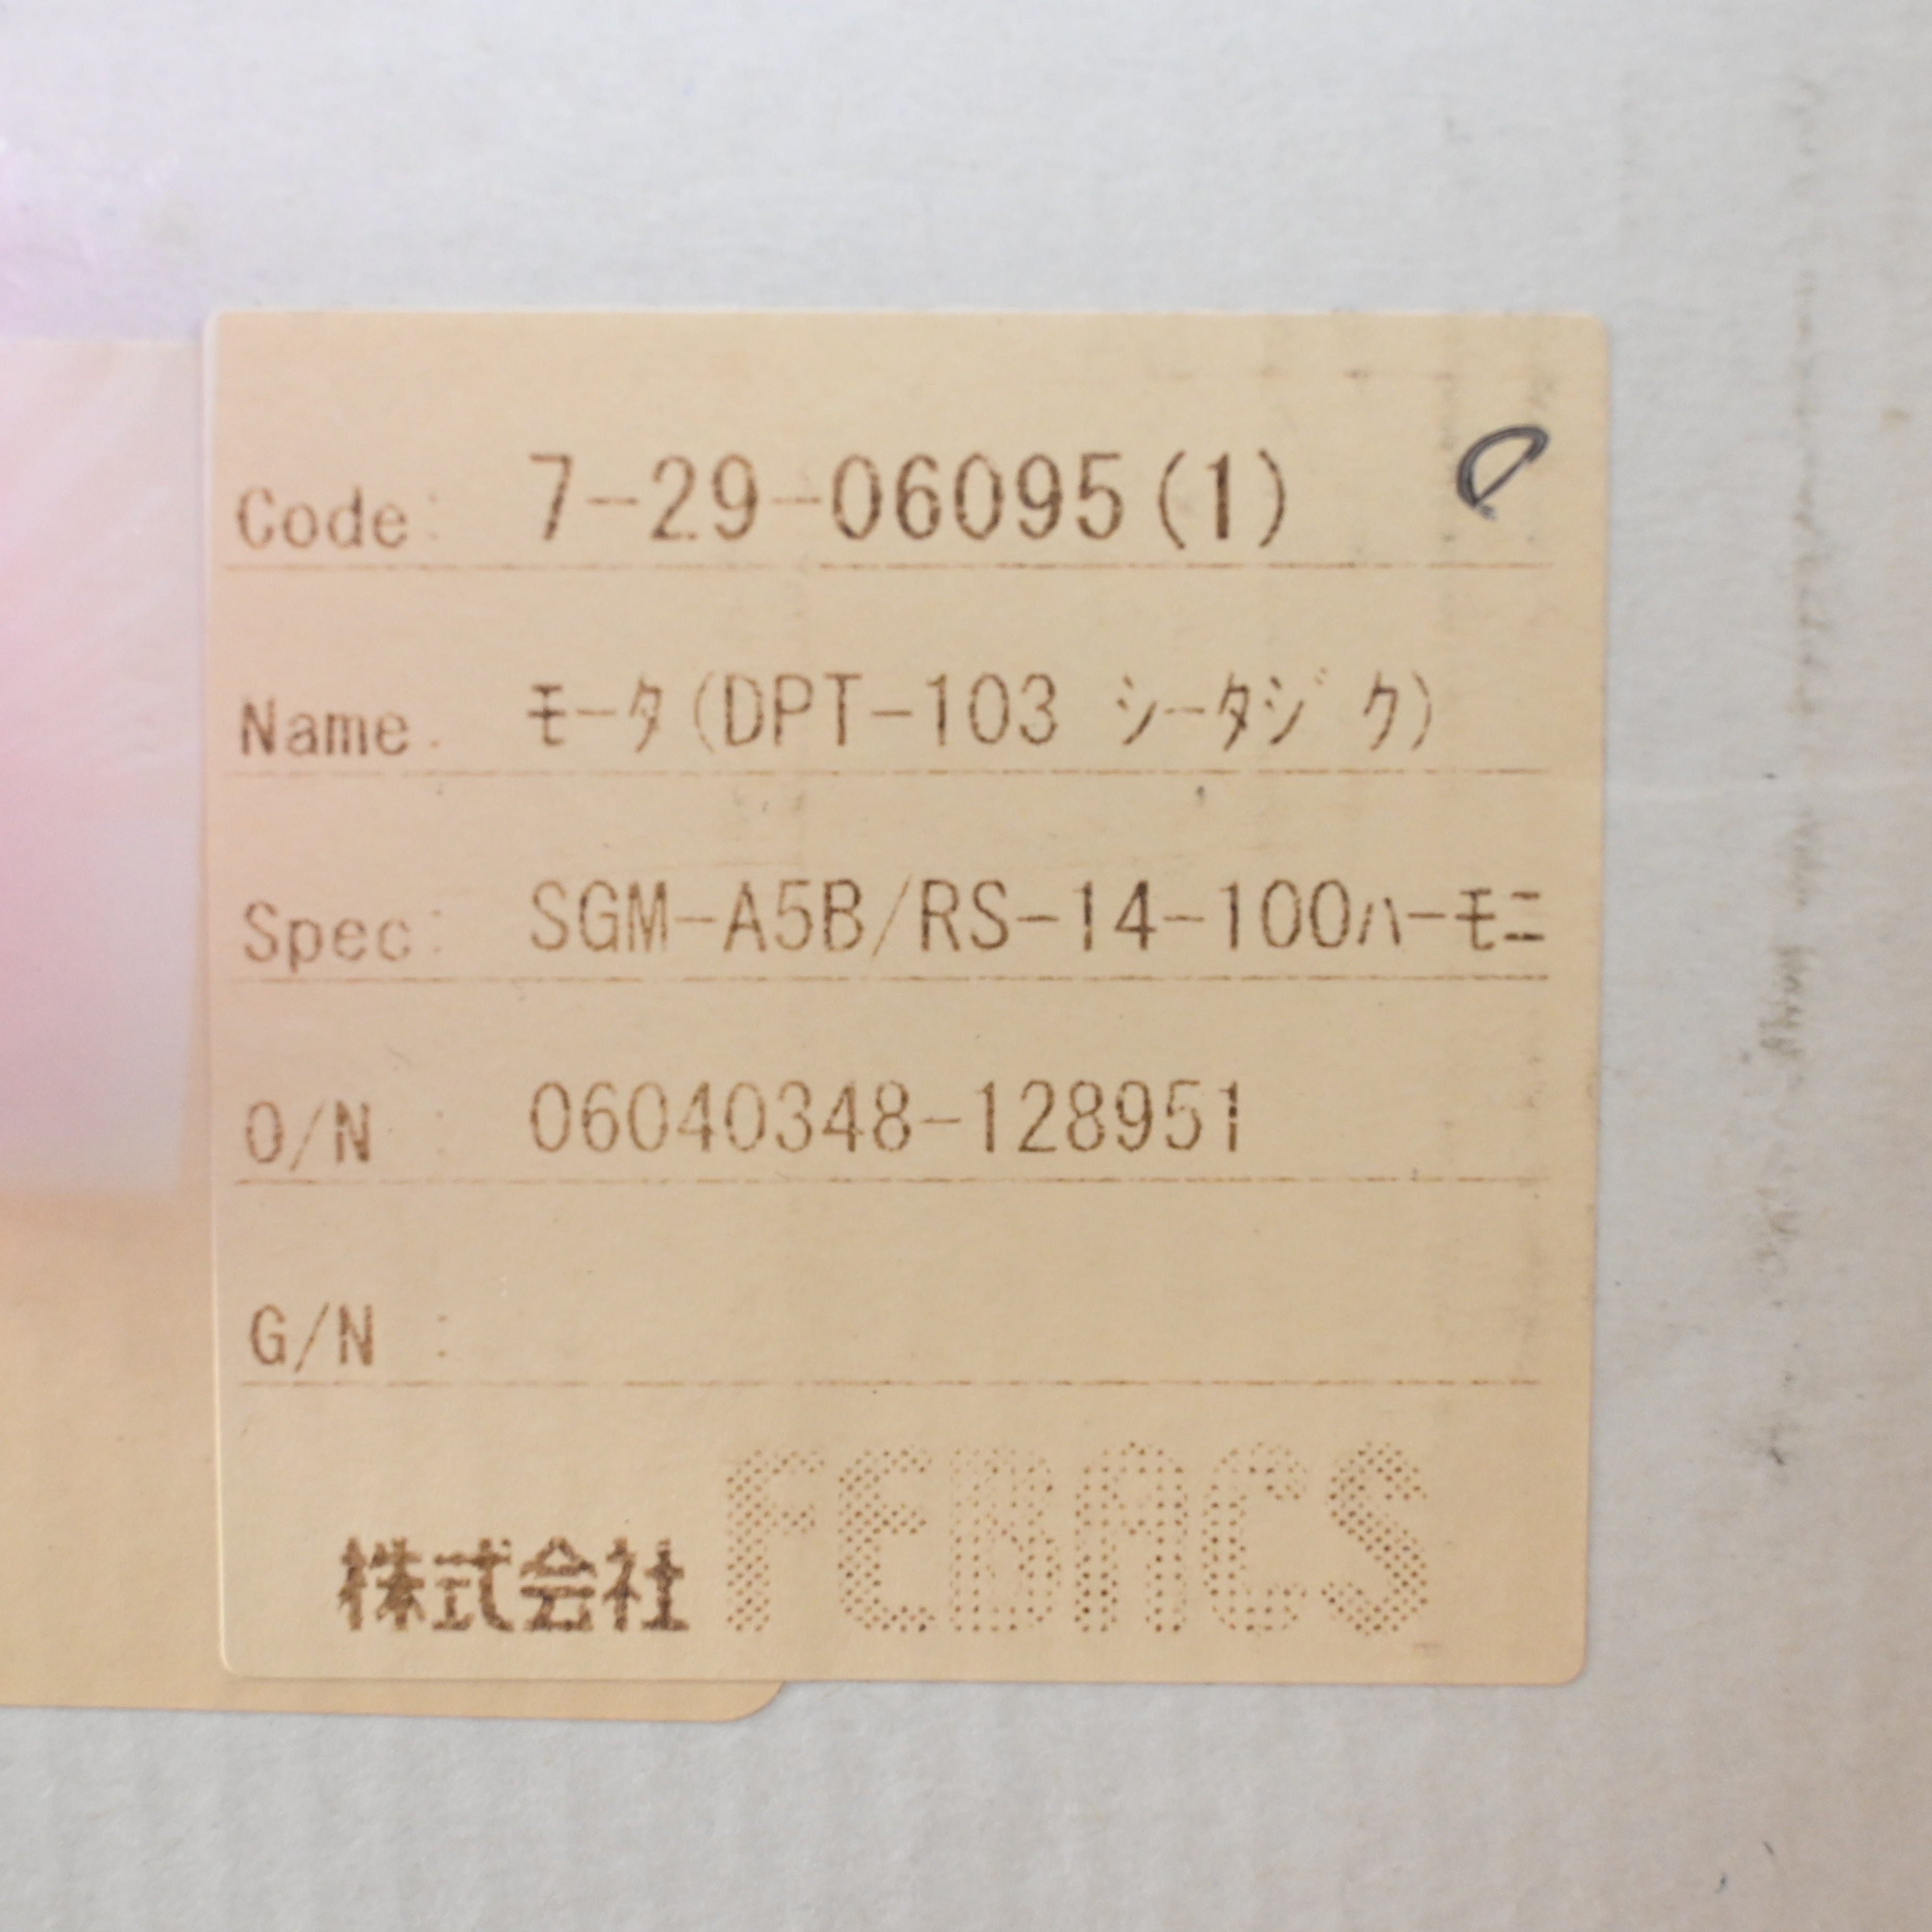 Code: 7-29-06095(1)
Name: ﾓｰﾀ(DPT-103 ｼｰﾀｼﾞｸ)
Spec: SGM-A5B/RS-14-100ﾊｰﾓﾆ
O/N : 06040348-128951
G/N :
株式会社 FEBACS